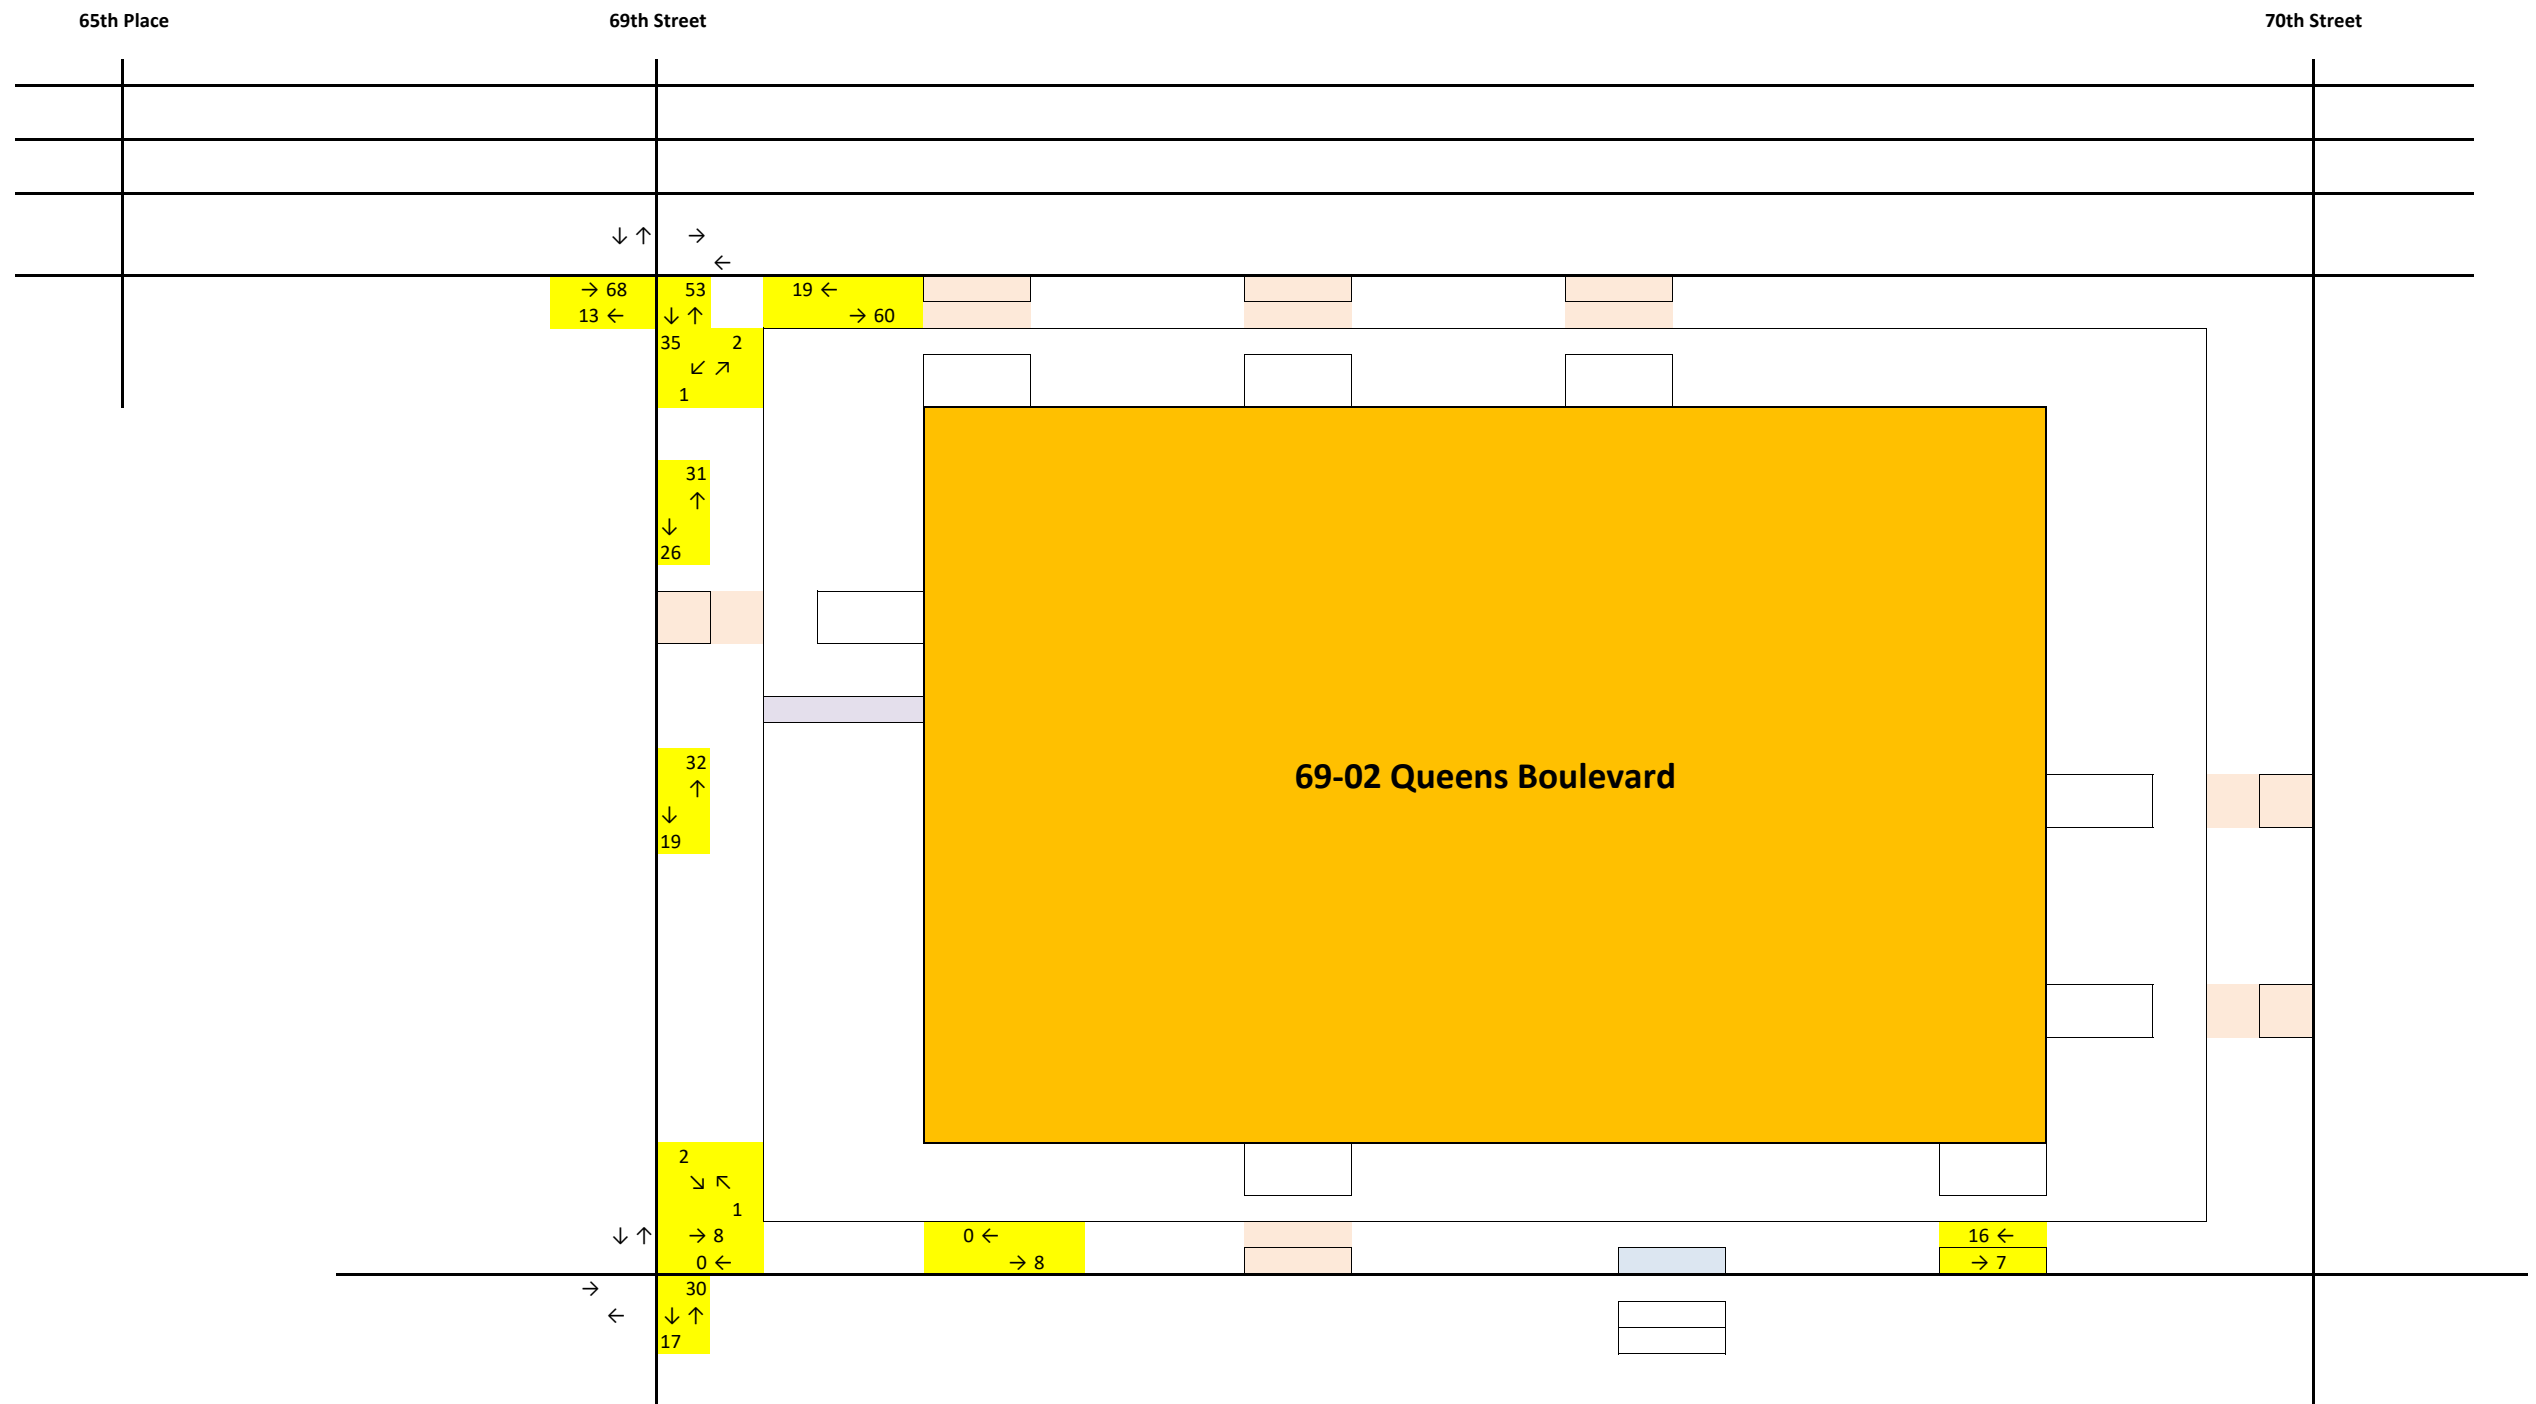 65th Place 69th Street 70th Street
↓ ↑ →
←
→ 68 53 19 ←
13 ← ↓ ↑ → 60
35 2
↙ ↗
1
31
↑
↓
26
32
69-02 Queens Boulevard
↑
↓
19
2
↘ ↖
1
↓ ↑ → 8 0 ← 16 ←
0 ← → 8 → 7
→ 30
← ↓ ↑
17